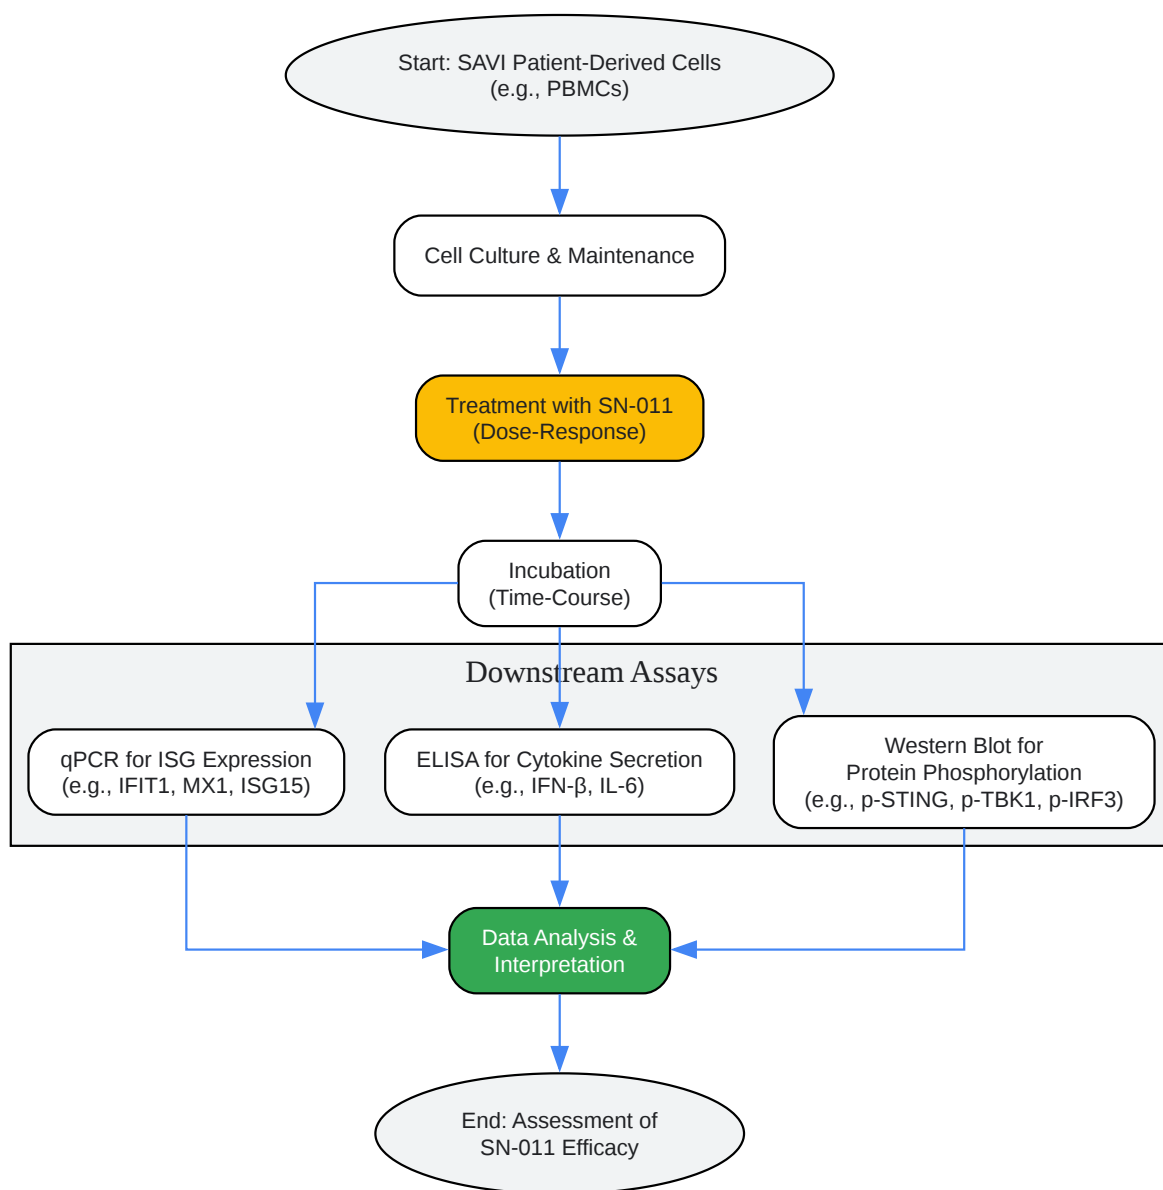 Start: SAVI Patient-Derived Cells
(e.g., PBMCs)
Cell Culture & Maintenance
Treatment with SN-011
(Dose-Response)
Incubation
(Time-Course)
Downstream Assays
qPCR for ISG Expression
(e.g., IFIT1, MX1, ISG15)
ELISA for Cytokine Secretion
(e.g., IFN-β, IL-6)
Western Blot for
Protein Phosphorylation
(e.g., p-STING, p-TBK1, p-IRF3)
Data Analysis &
Interpretation
End: Assessment of
SN-011 Efficacy